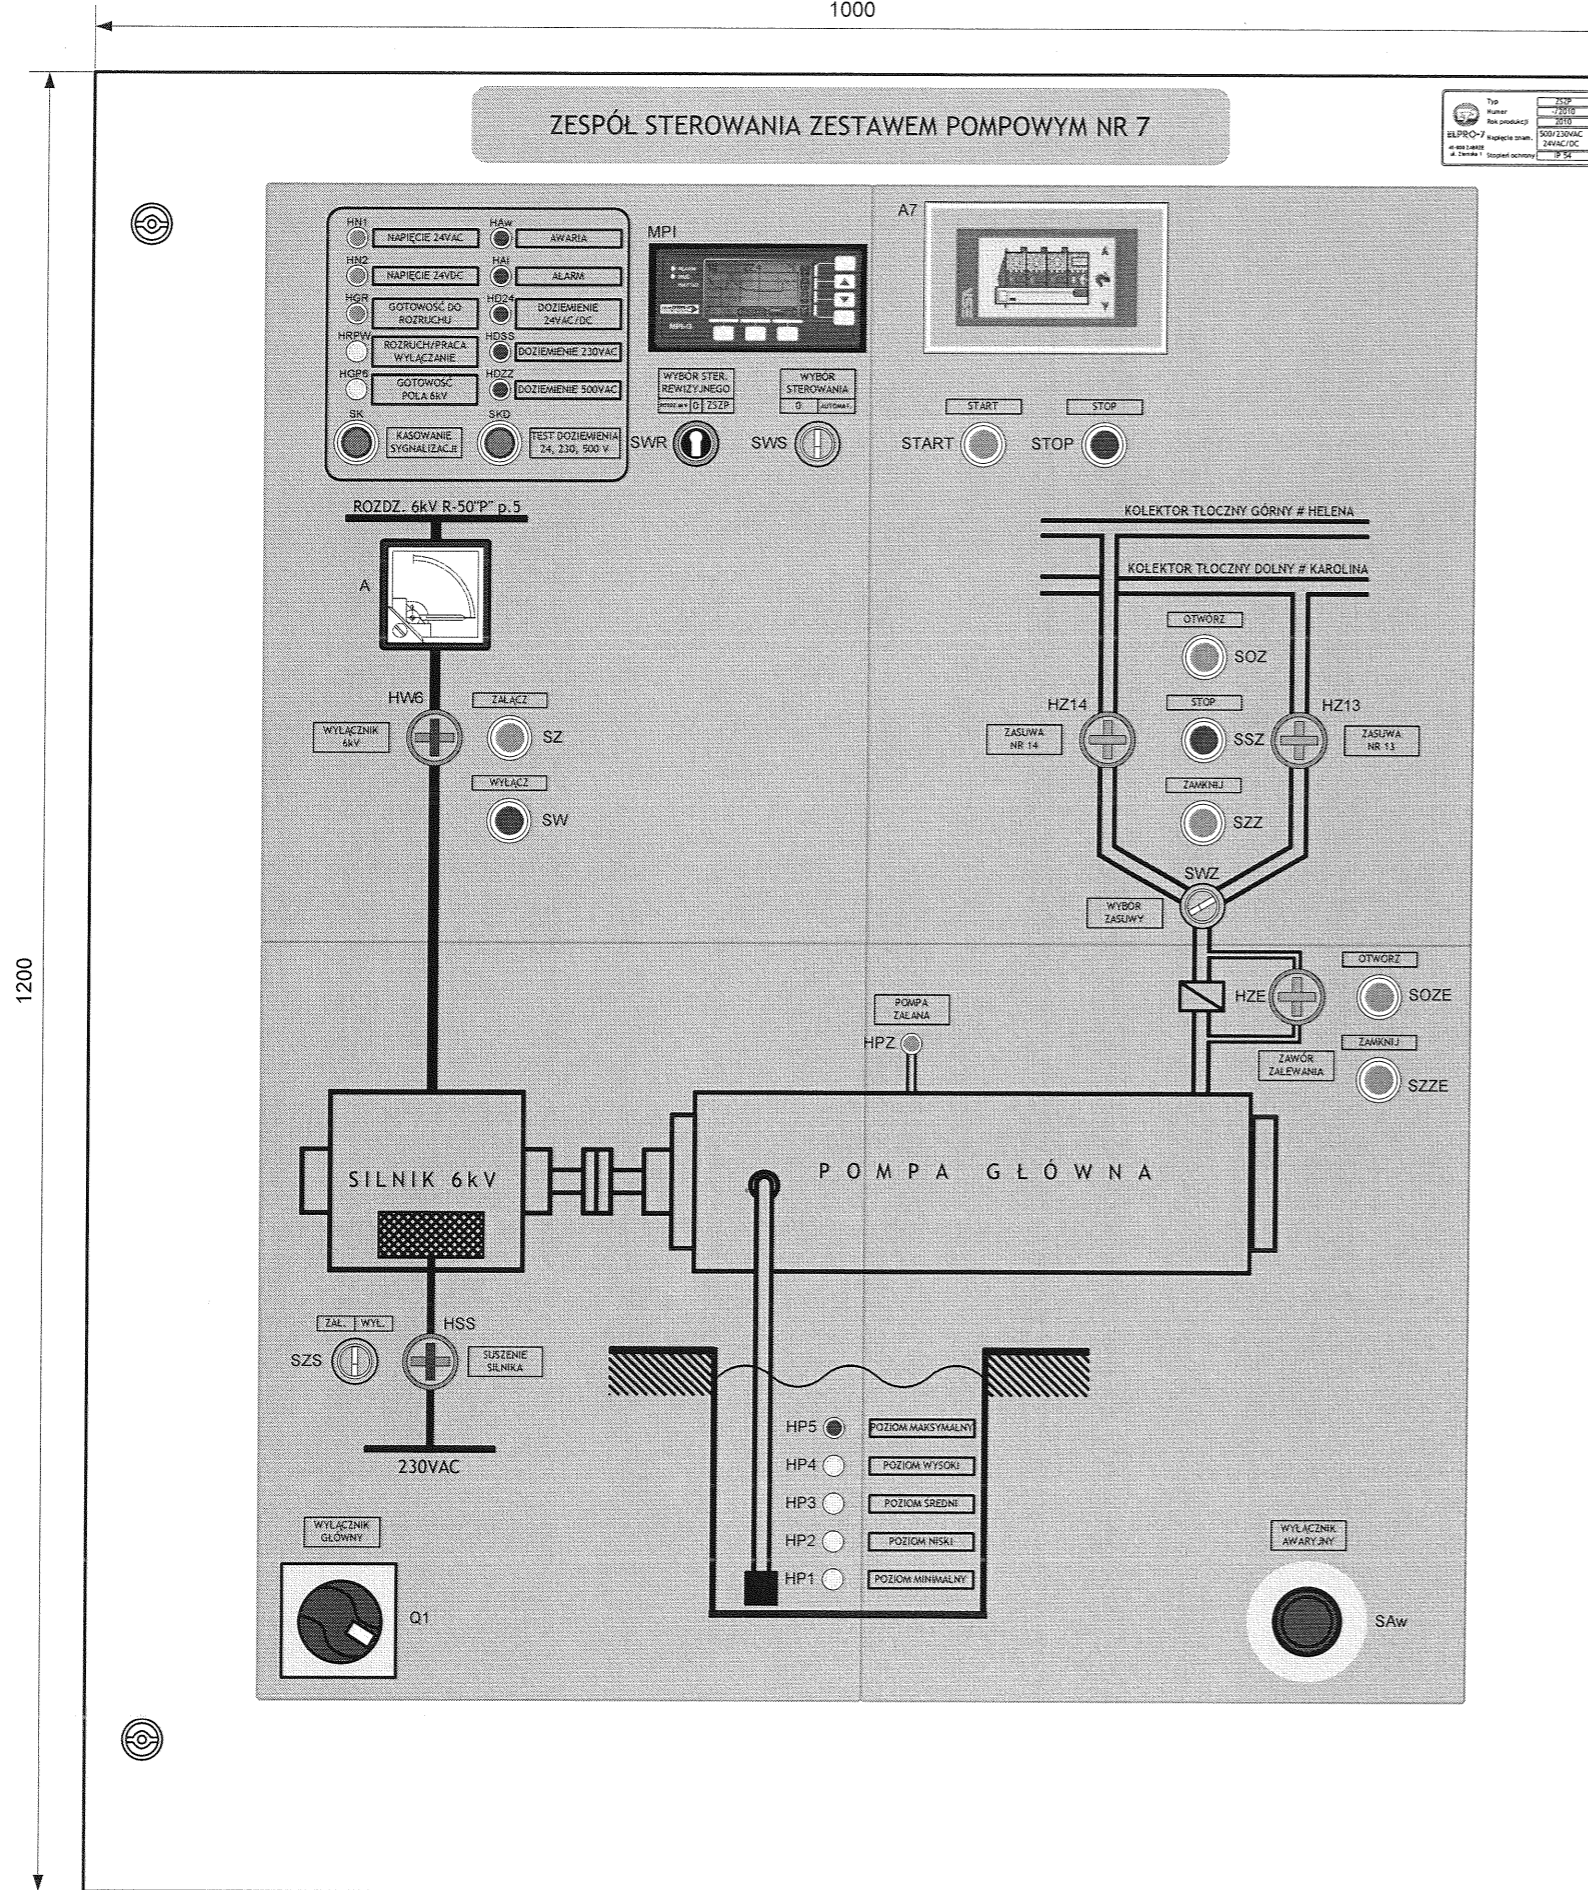 1000
ZESPÓŁ STEROWANIA ZESTAWEM POMPOWYM NR 7
Typ ZSZP
Numer -/2010
Rok produkcji 2010
ELPRO-7 Napięcie znam. 500/230VAC
24VAC/DC
Stopień ochrony IP 54
HN1 NAPIĘCIE 24VAC
HAw AWARIA
HN2 NAPIĘCIE 24VDC
HAl ALARM
HGR GOTOWOŚĆ DO
ROZRUCHU
HD24 DOZIEMIENIE
24VAC/DC
HRPW ROZRUCH/PRACA
WYŁĄCZANIE
HDSS DOZIEMIENIE 230VAC
HGP6 GOTOWOŚĆ
POLA 6kV
HDZZ DOZIEMIENIE 500VAC
SK KASOWANIE
SYGNALIZACJI
SKD TEST DOZIEMIENIA
24, 230, 500 V
MPI
WYBÓR STER.
REWIZYJNEGO
0 ZSZP
SWR
WYBÓR
STEROWANIA
0 AUTOMAT.
SWS
A7
START
START
STOP
STOP
ROZDZ. 6kV R-50"P" p.5
A
HW6
WYŁĄCZNIK
6kV
ZAŁĄCZ
SZ
WYŁĄCZ
SW
KOLEKTOR TŁOCZNY GÓRNY # HELENA
KOLEKTOR TŁOCZNY DOLNY # KAROLINA
OTWÓRZ
SOZ
HZ14
ZASUWA
NR 14
STOP
SSZ
HZ13
ZASUWA
NR 13
ZAMKNIJ
SZZ
SWZ
WYBÓR
ZASUWY
1200
OTWÓRZ
HZE
SOZE
POMPA
ZALANA
HPZ
ZAWÓR
ZALEWANIA
ZAMKNIJ
SZZE
SILNIK 6kV
POMPA GŁÓWNA
ZAŁ. WYŁ.
SZS
HSS
SUSZENIE
SILNIKA
230VAC
HP5 POZIOM MAKSYMALNY
HP4 POZIOM WYSOKI
HP3 POZIOM ŚREDNI
HP2 POZIOM NISKI
HP1 POZIOM MINIMALNY
WYŁĄCZNIK
GŁÓWNY
Q1
WYŁĄCZNIK
AWARYJNY
SAw